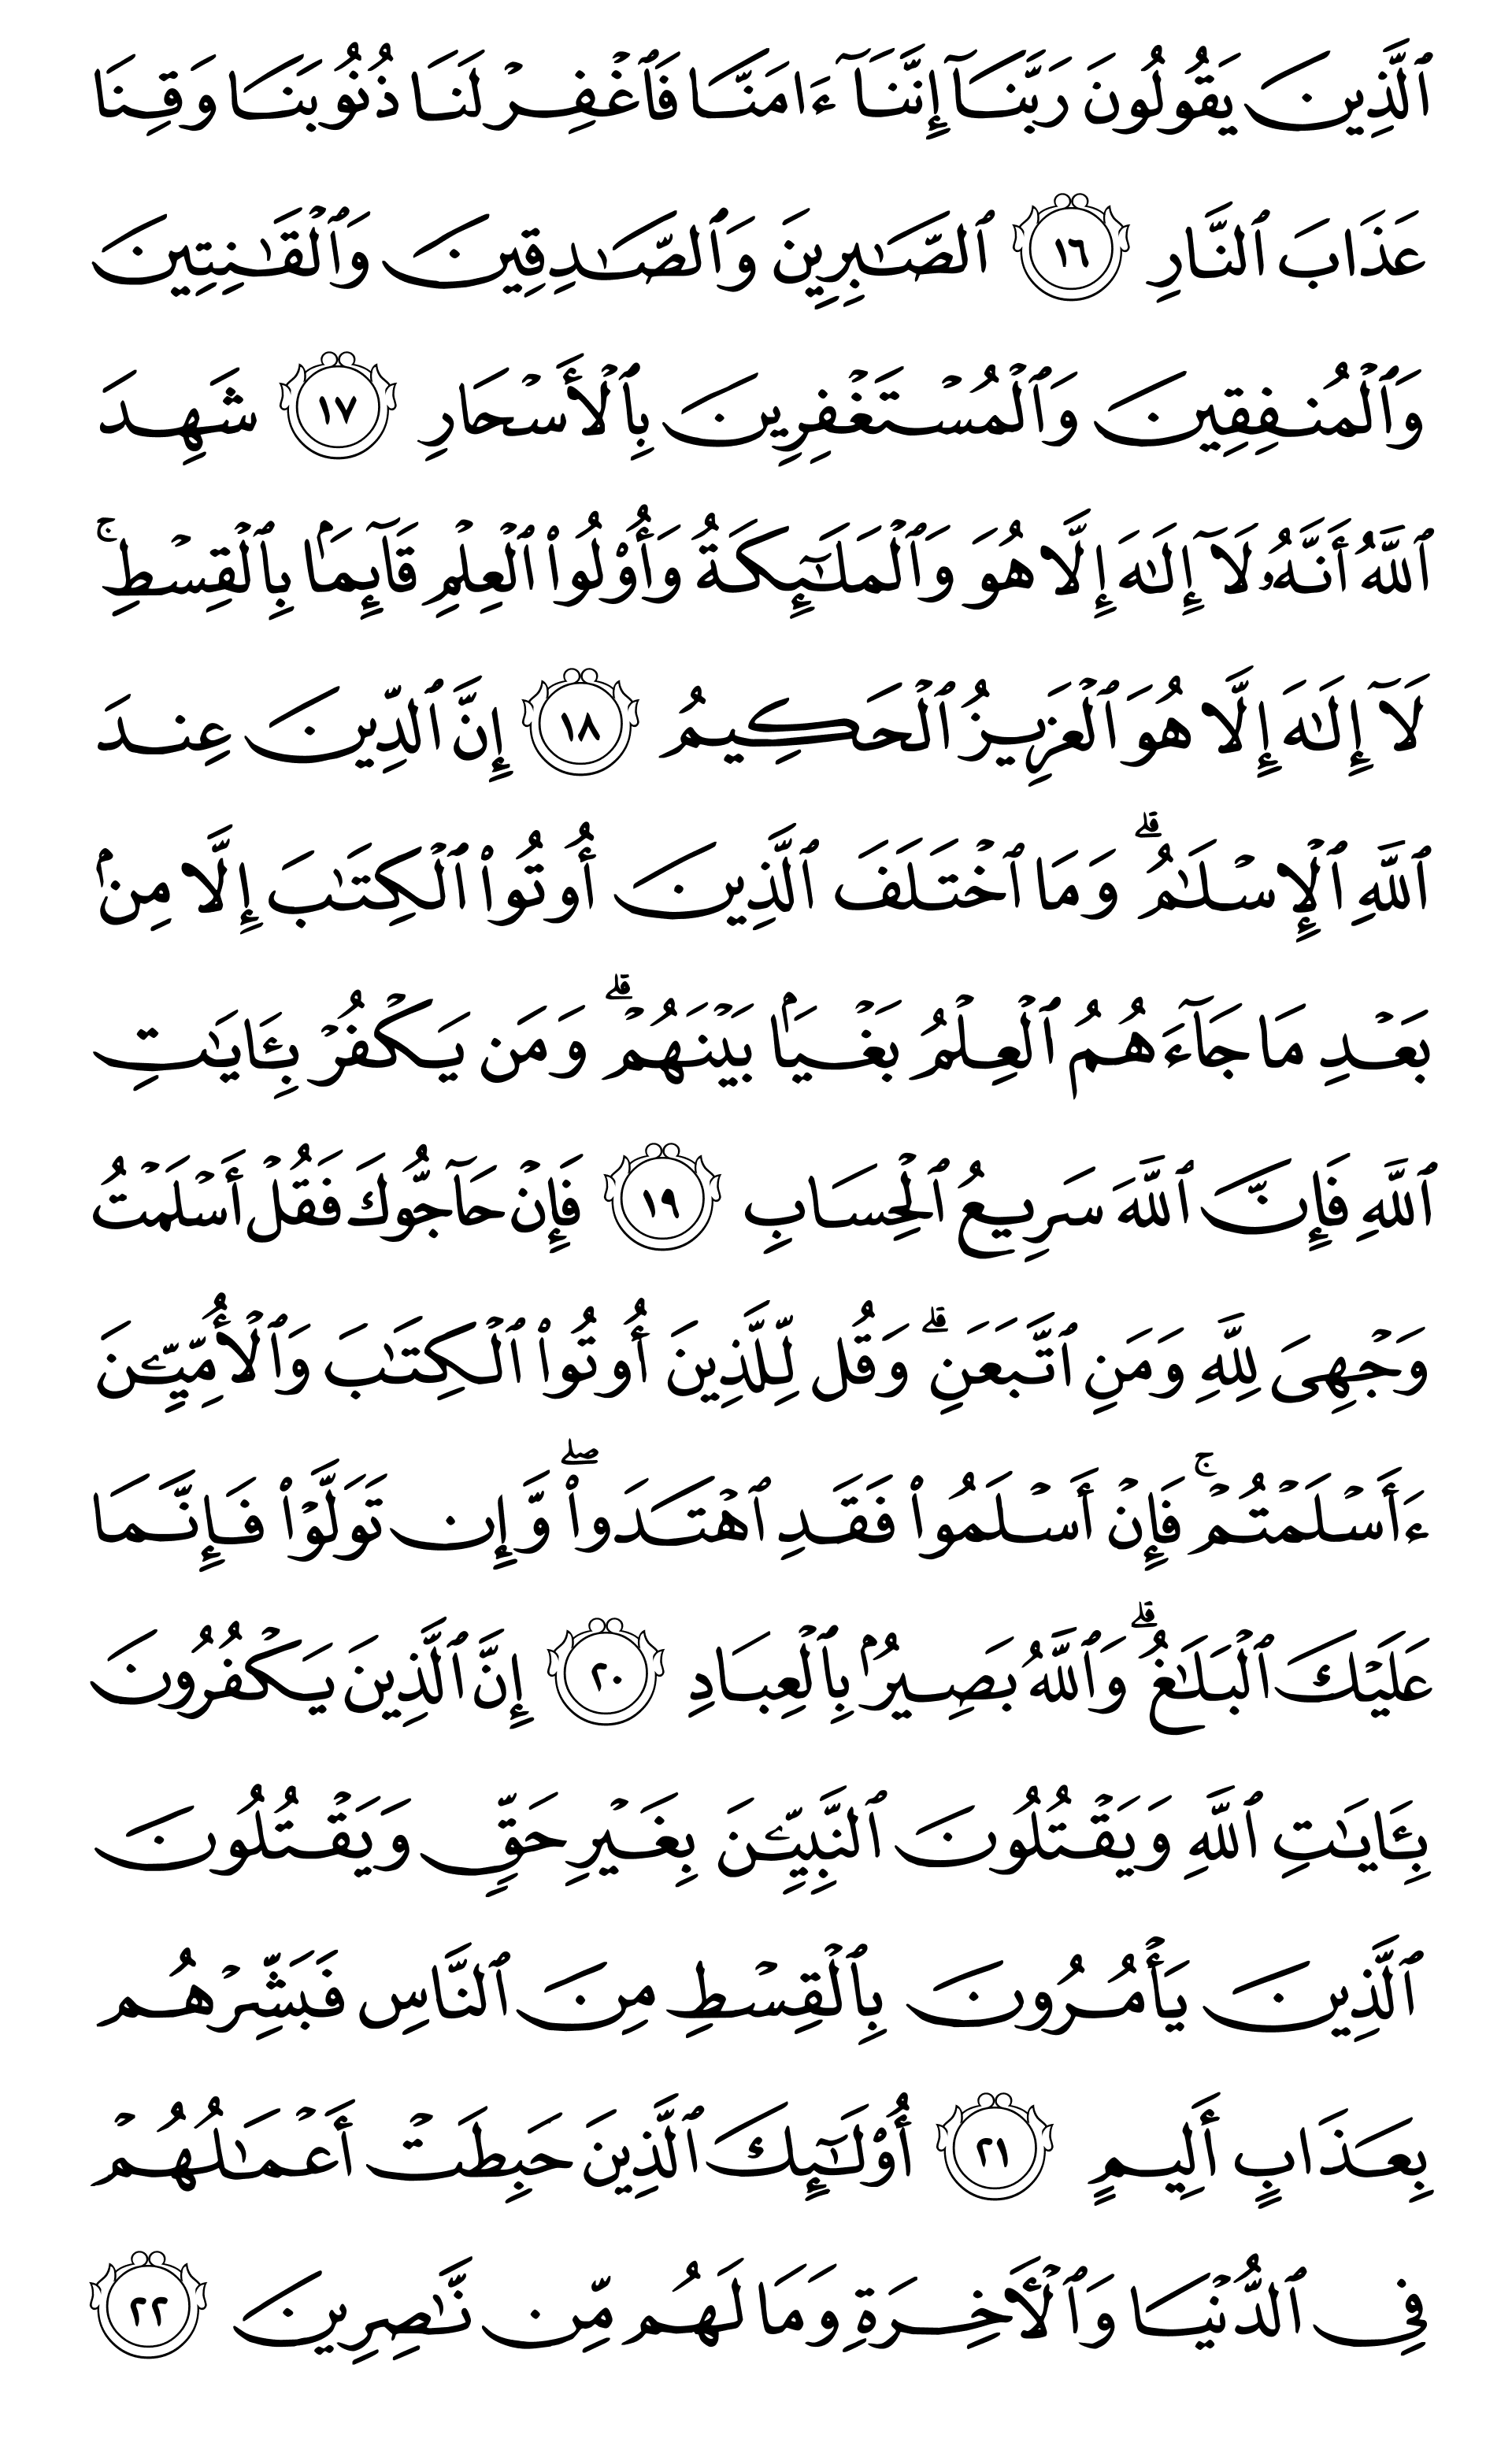 ٱلَّذِينَ يَقُولُونَ رَبَّنَآ إِنَّنَآ ءَامَنَّا فَٱغْفِرْ لَنَا ذُنُوبَنَا وَقِنَا
عَذَابَ ٱلنَّارِ ١٦ ٱلصَّٰبِرِينَ وَٱلصَّٰدِقِينَ وَٱلْقَٰنِتِينَ
وَٱلْمُنفِقِينَ وَٱلْمُسْتَغْفِرِينَ بِٱلْأَسْحَارِ ١٧ شَهِدَ
ٱللَّهُ أَنَّهُۥ لَآ إِلَٰهَ إِلَّا هُوَ وَٱلْمَلَٰٓئِكَةُ وَأُو۟لُوا۟ ٱلْعِلْمِ قَآئِمَۢا بِٱلْقِسْطِ ۚ
لَآ إِلَٰهَ إِلَّا هُوَ ٱلْعَزِيزُ ٱلْحَكِيمُ ١٨ إِنَّ ٱلدِّينَ عِندَ
ٱللَّهِ ٱلْإِسْلَٰمُ ۗ وَمَا ٱخْتَلَفَ ٱلَّذِينَ أُوتُوا۟ ٱلْكِتَٰبَ إِلَّا مِنۢ
بَعْدِ مَا جَآءَهُمُ ٱلْعِلْمُ بَغْيَۢا بَيْنَهُمْ ۗ وَمَن يَكْفُرْ بِـَٔايَٰتِ
ٱللَّهِ فَإِنَّ ٱللَّهَ سَرِيعُ ٱلْحِسَابِ ١٩ فَإِنْ حَآجُّوكَ فَقُلْ أَسْلَمْتُ
وَجْهِىَ لِلَّهِ وَمَنِ ٱتَّبَعَنِ ۗ وَقُل لِّلَّذِينَ أُوتُوا۟ ٱلْكِتَٰبَ وَٱلْأُمِّيِّـۧنَ
ءَأَسْلَمْتُمْ ۚ فَإِنْ أَسْلَمُوا۟ فَقَدِ ٱهْتَدَوا۟ ۖ وَّإِن تَوَلَّوْا۟ فَإِنَّمَا
عَلَيْكَ ٱلْبَلَٰغُ ۗ وَٱللَّهُ بَصِيرٌۢ بِٱلْعِبَادِ ٢٠ إِنَّ ٱلَّذِينَ يَكْفُرُونَ
بِـَٔايَٰتِ ٱللَّهِ وَيَقْتُلُونَ ٱلنَّبِيِّـۧنَ بِغَيْرِ حَقٍّ وَيَقْتُلُونَ
ٱلَّذِينَ يَأْمُرُونَ بِٱلْقِسْطِ مِنَ ٱلنَّاسِ فَبَشِّرْهُم
بِعَذَابٍ أَلِيمٍ ٢١ أُو۟لَٰٓئِكَ ٱلَّذِينَ حَبِطَتْ أَعْمَٰلُهُمْ
فِى ٱلدُّنْيَا وَٱلْـَٔاخِرَةِ وَمَا لَهُم مِّن نَّٰصِرِينَ ٢٢